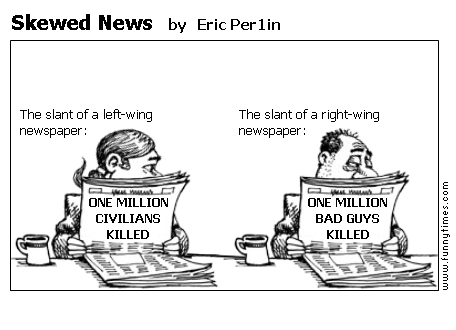 Skewed News by Eric Per1in
The slant of a left-wing
newspaper:
ONE MILLION
CIVILIANS
KILLED
The slant of a right-wing
newspaper:
ONE MILLION
BAD GUYS
KILLED
www.funnytimes.com